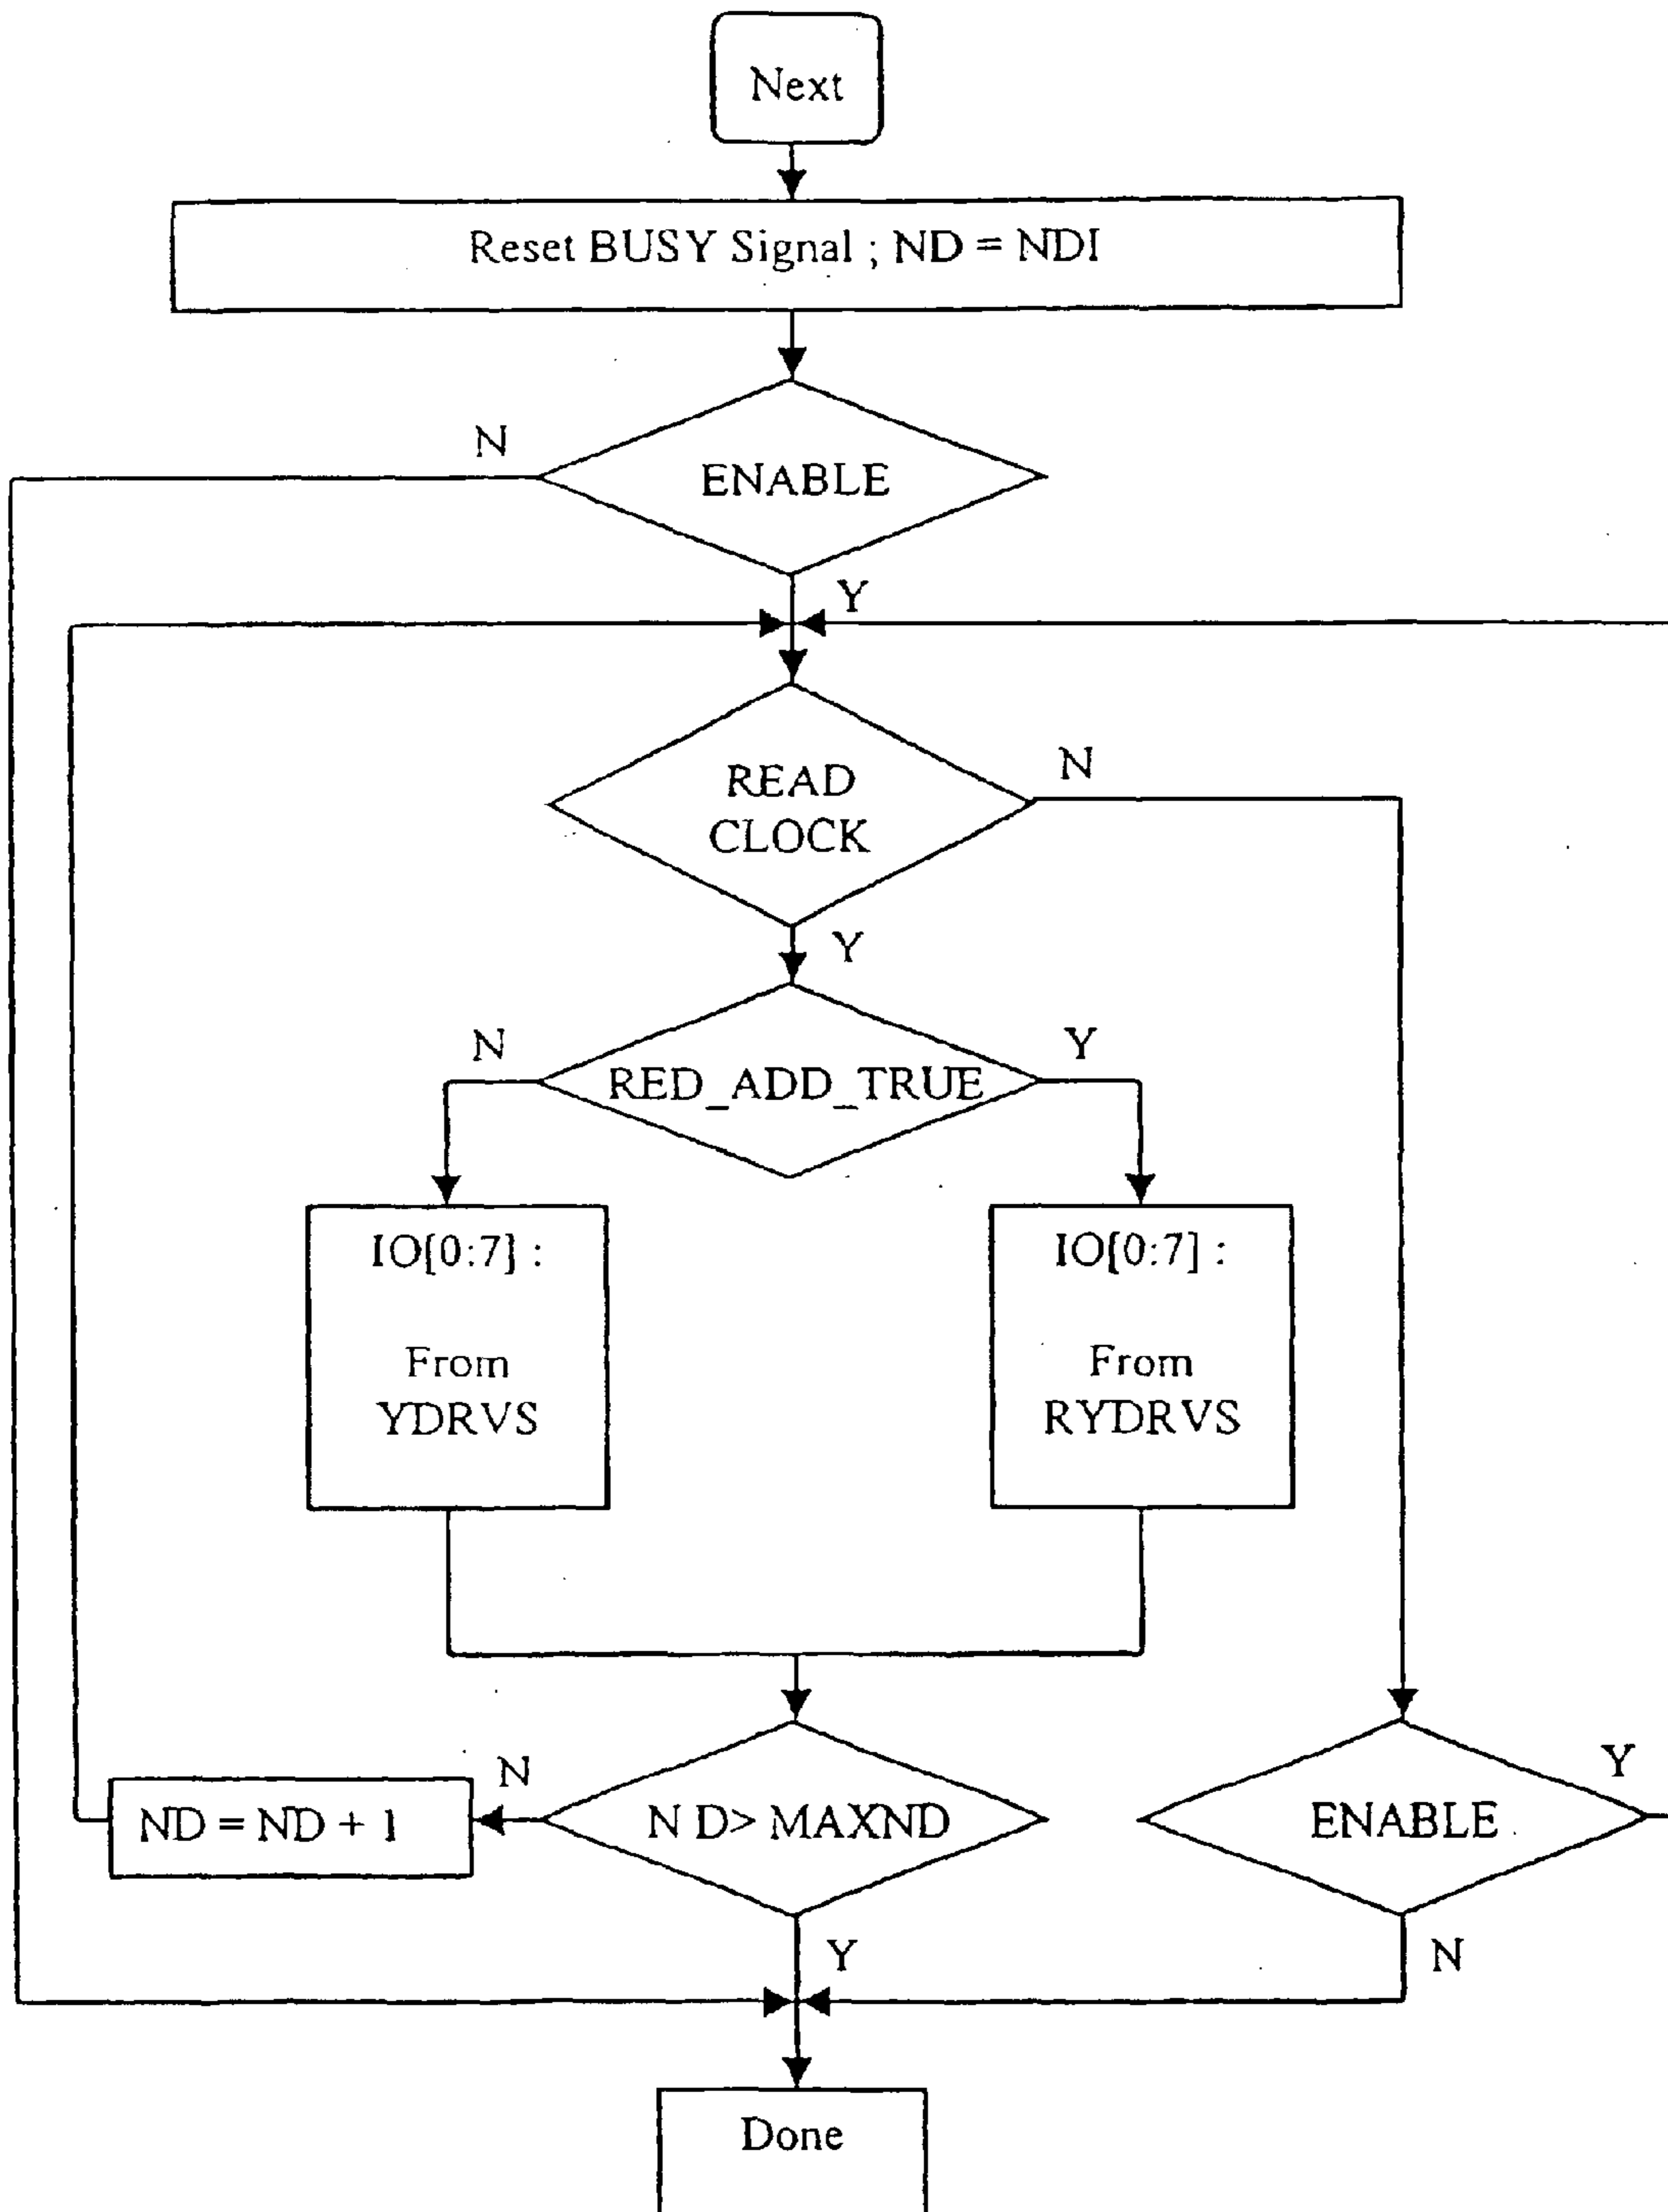 Next
Reset BUSY Signal ; ND = NDI
N
ENABLE
Y
READ
CLOCK
N
Y
N
Y
RED_ADD_TRUE
IO[0:7] :
From
YDRVS
IO[0:7] :
From
RYDRVS
N
Y
ND = ND + 1
N D> MAXND
ENABLE
Y
N
Done